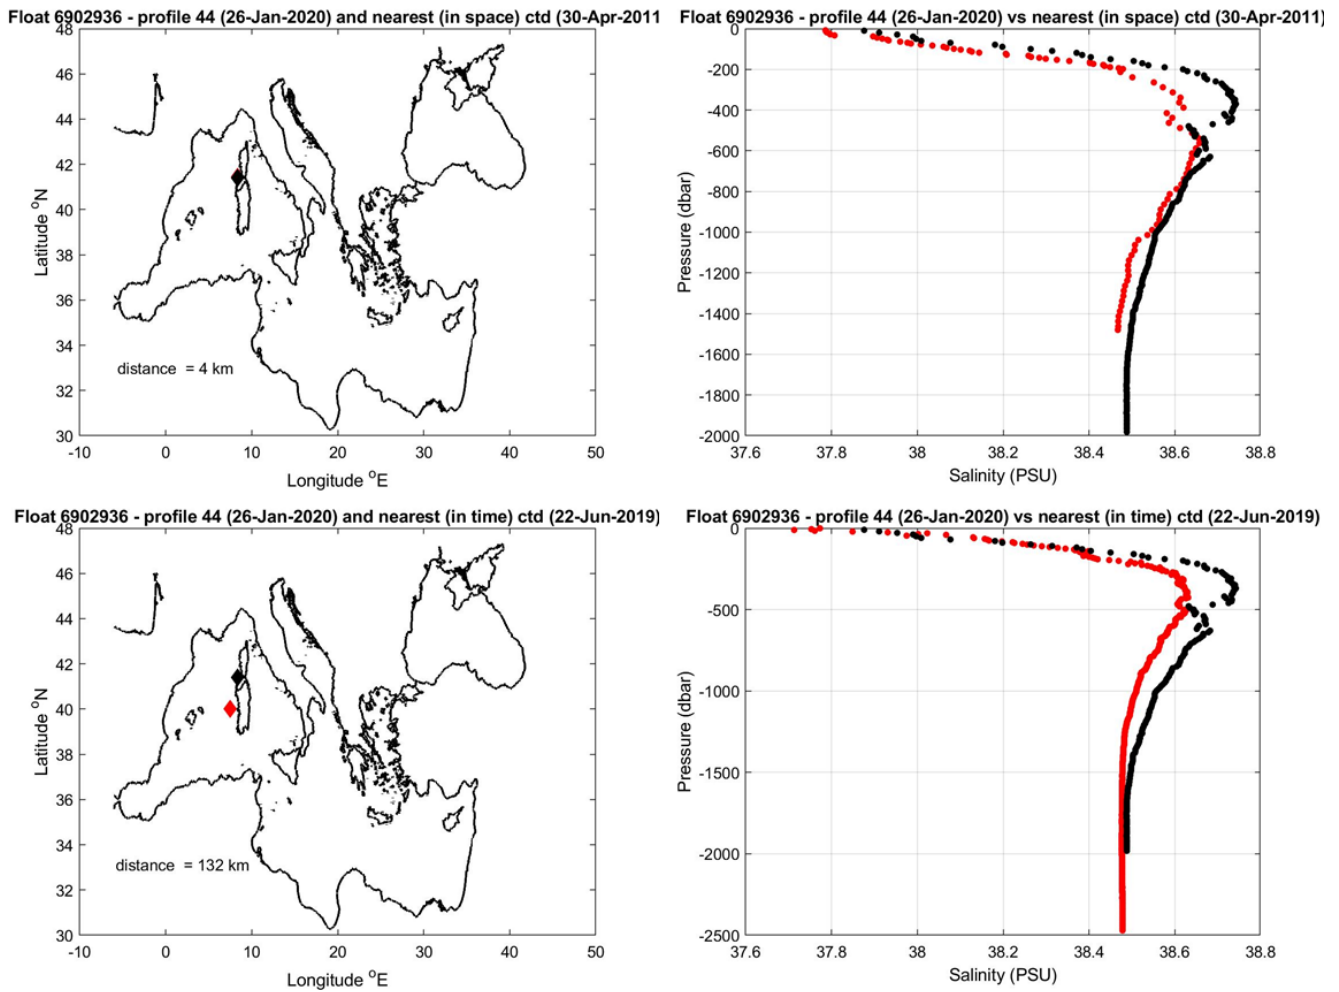 Float 6902936 - profile 44 (26-Jan-2020) and nearest (in space) ctd (30-Apr-2011
48
46
44
42
40
38
36
34
32
30
Latitude ºN
distance = 4 km
-10 0 10 20 30 40 50
Longitude ºE
Float 6902936 - profile 44 (26-Jan-2020) vs nearest (in space) ctd (30-Apr-2011)
0
-200
-400
-600
-800
-1000
-1200
-1400
-1600
-1800
-2000
Pressure (dbar)
37.6 37.8 38 38.2 38.4 38.6 38.8
Salinity (PSU)
Float 6902936 - profile 44 (26-Jan-2020) and nearest (in time) ctd (22-Jun-2019)
48
46
44
42
40
38
36
34
32
30
Latitude ºN
distance = 132 km
-10 0 10 20 30 40 50
Longitude ºE
Float 6902936 - profile 44 (26-Jan-2020) vs nearest (in time) ctd (22-Jun-2019)
0
-500
-1000
-1500
-2000
-2500
Pressure (dbar)
37.6 37.8 38 38.2 38.4 38.6 38.8
Salinity (PSU)